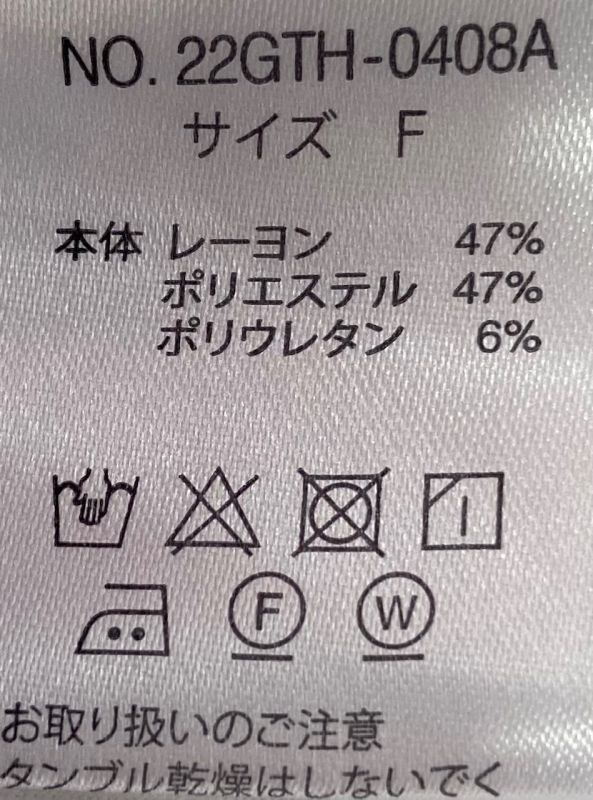 NO. 22GTH-0408A
サイズ F
本体 レーヨン 47%
ポリエステル 47%
ポリウレタン 6%
F W
お取り扱いのご注意
タンブル乾燥はしないでく